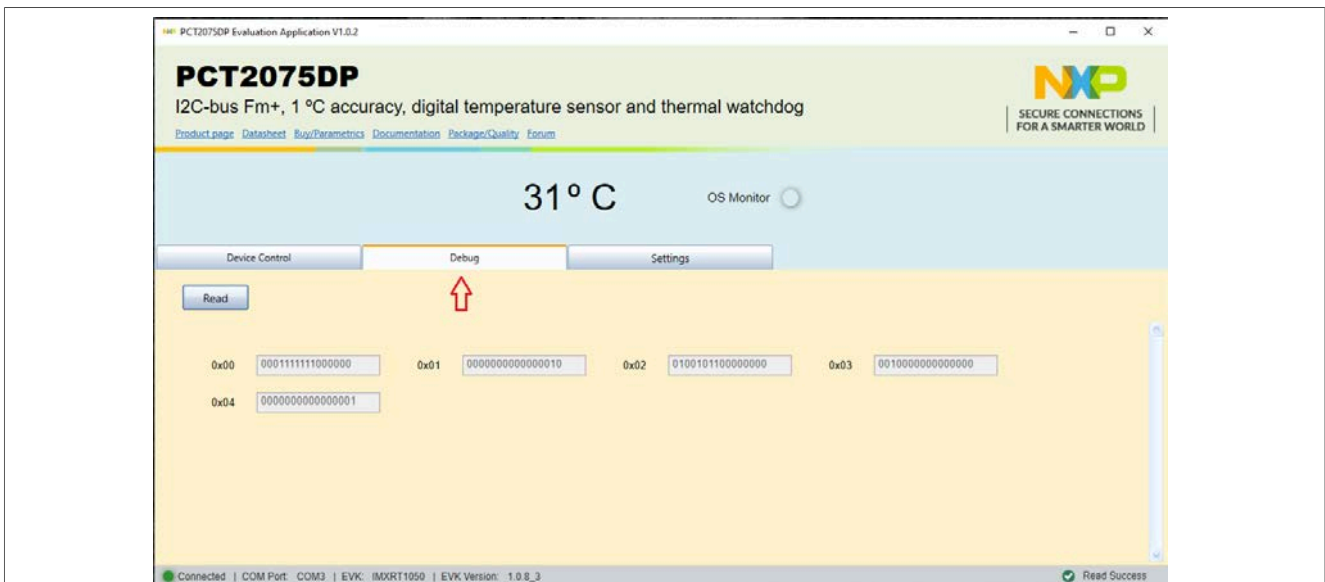 PCT2075DP Evaluation Application V1.0.2
PCT2075DP
I2C-bus Fm+, 1 ºC accuracy, digital temperature sensor and thermal watchdog
Product page Datasheet Buy/Parametrics Documentation Package/Quality Forum
NXP
SECURE CONNECTIONS
FOR A SMARTER WORLD
31º C OS Monitor
Device Control Debug Settings
Read
0x00 0001111111000000 0x01 0000000000000010 0x02 0100101100000000 0x03 0010000000000000
0x04 0000000000000001
Connected | COM Port: COM3 | EVK: IMXRT1050 | EVK Version: 1.0.8_3 Read Success